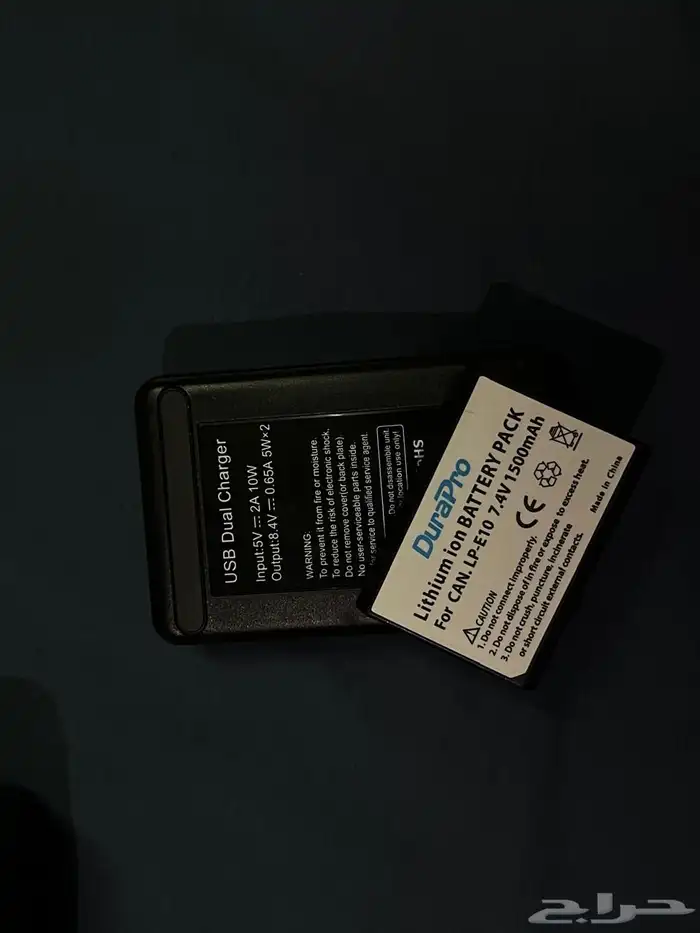 USB Dual Charger
Input:5V ⎓ 2A 10W
Output:8.4V ⎓ 0.65A 5W×2
WARNING:
To prevent it from fire or moisture.
To reduce the risk of electronic shock,
Do not remove cover(or back plate)
No user-serviceable parts inside.
service to qualified service agent.
Do not disassemble unit.
location use only!
DuraPro
Lithium ion BATTERY PACK
For CAN. LP-E10 7.4V 1500mAh
CE
CAUTION
1. Do not connect improperly.
2. Do not dispose of in fire or expose to excess heat.
3. Do not crush, puncture, incinerate
or short circuit external contacts.
Made in China
حراج